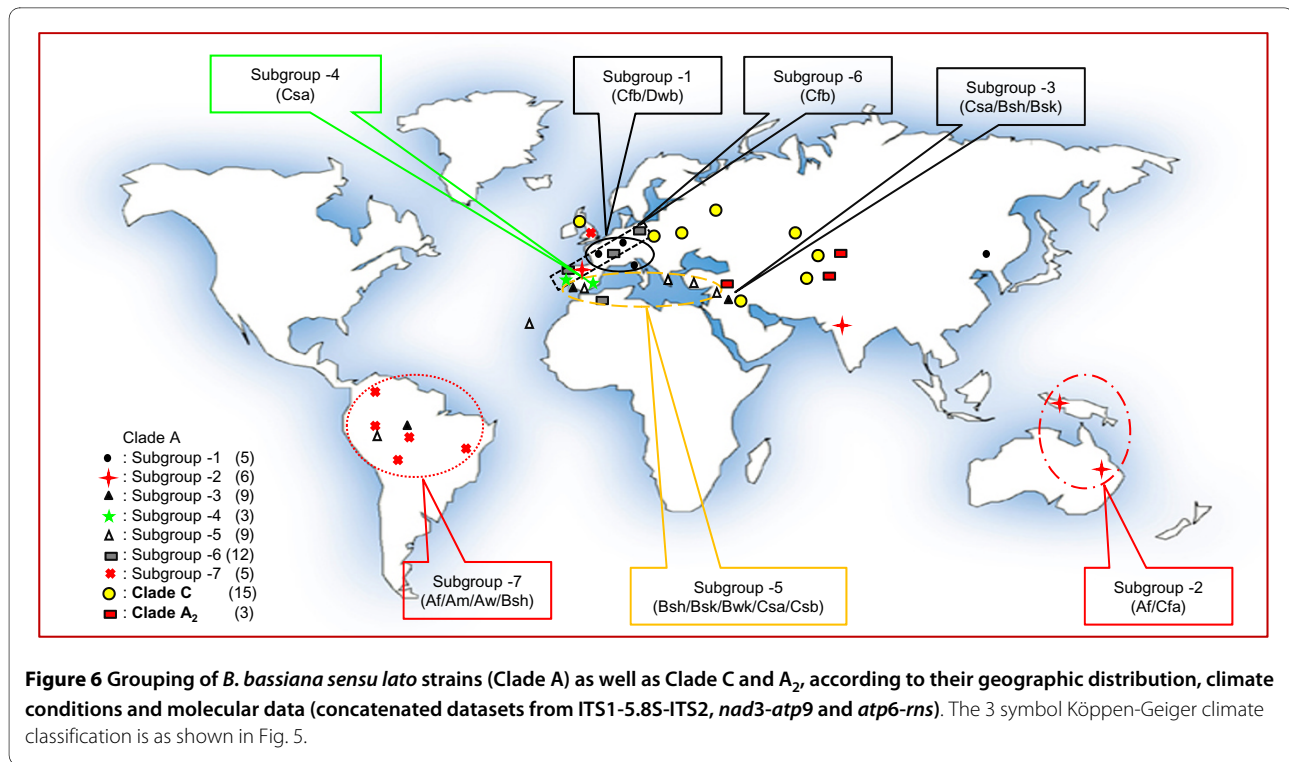 Subgroup -4
(Csa)
Subgroup -1
(Cfb/Dwb)
Subgroup -6
(Cfb)
Subgroup -3
(Csa/Bsh/Bsk)
Clade A
: Subgroup -1 (5)
: Subgroup -2 (6)
: Subgroup -3 (9)
: Subgroup -4 (3)
: Subgroup -5 (9)
: Subgroup -6 (12)
: Subgroup -7 (5)
: Clade C (15)
: Clade A₂ (3)
Subgroup -7
(Af/Am/Aw/Bsh)
Subgroup -5
(Bsh/Bsk/Bwk/Csa/Csb)
Subgroup -2
(Af/Cfa)
Figure 6 Grouping of B. bassiana sensu lato strains (Clade A) as well as Clade C and A₂, according to their geographic distribution, climate
conditions and molecular data (concatenated datasets from ITS1-5.8S-ITS2, nad3-atp9 and atp6-rns). The 3 symbol Köppen-Geiger climate
classification is as shown in Fig. 5.